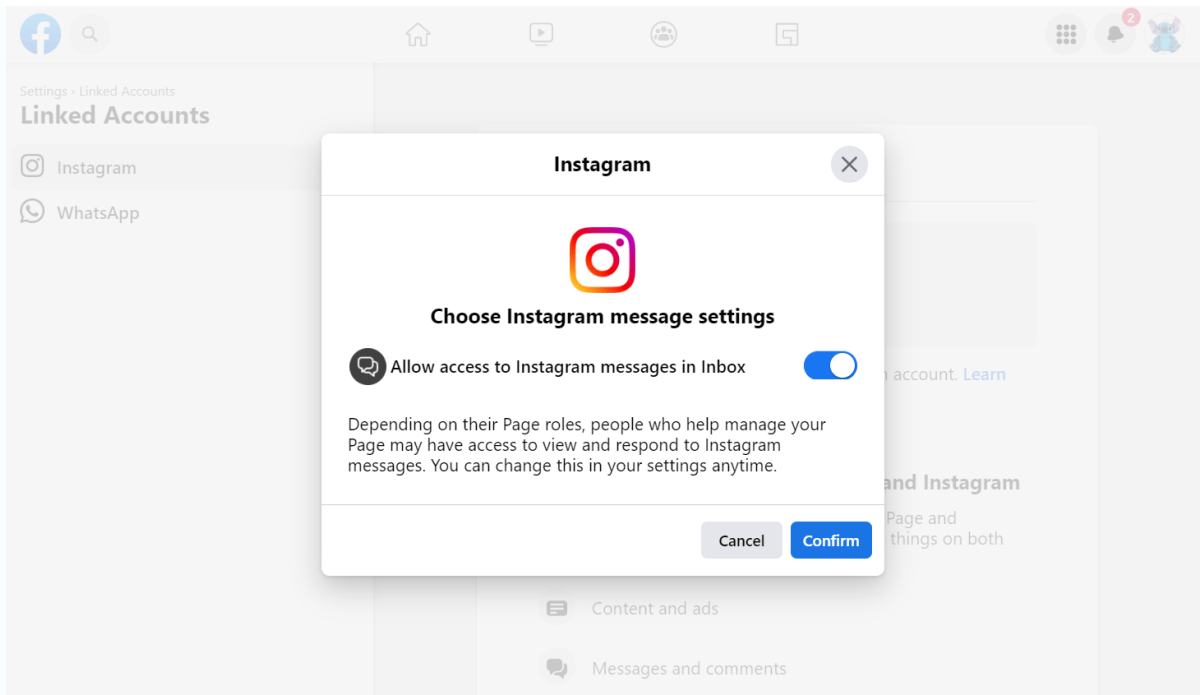 2
Settings › Linked Accounts
Linked Accounts
Instagram
WhatsApp
Instagram
Choose Instagram message settings
Allow access to Instagram messages in Inbox
Depending on their Page roles, people who help manage your
Page may have access to view and respond to Instagram
messages. You can change this in your settings anytime.
Cancel
Confirm
account. Learn
and Instagram
Page and
things on both
Content and ads
Messages and comments